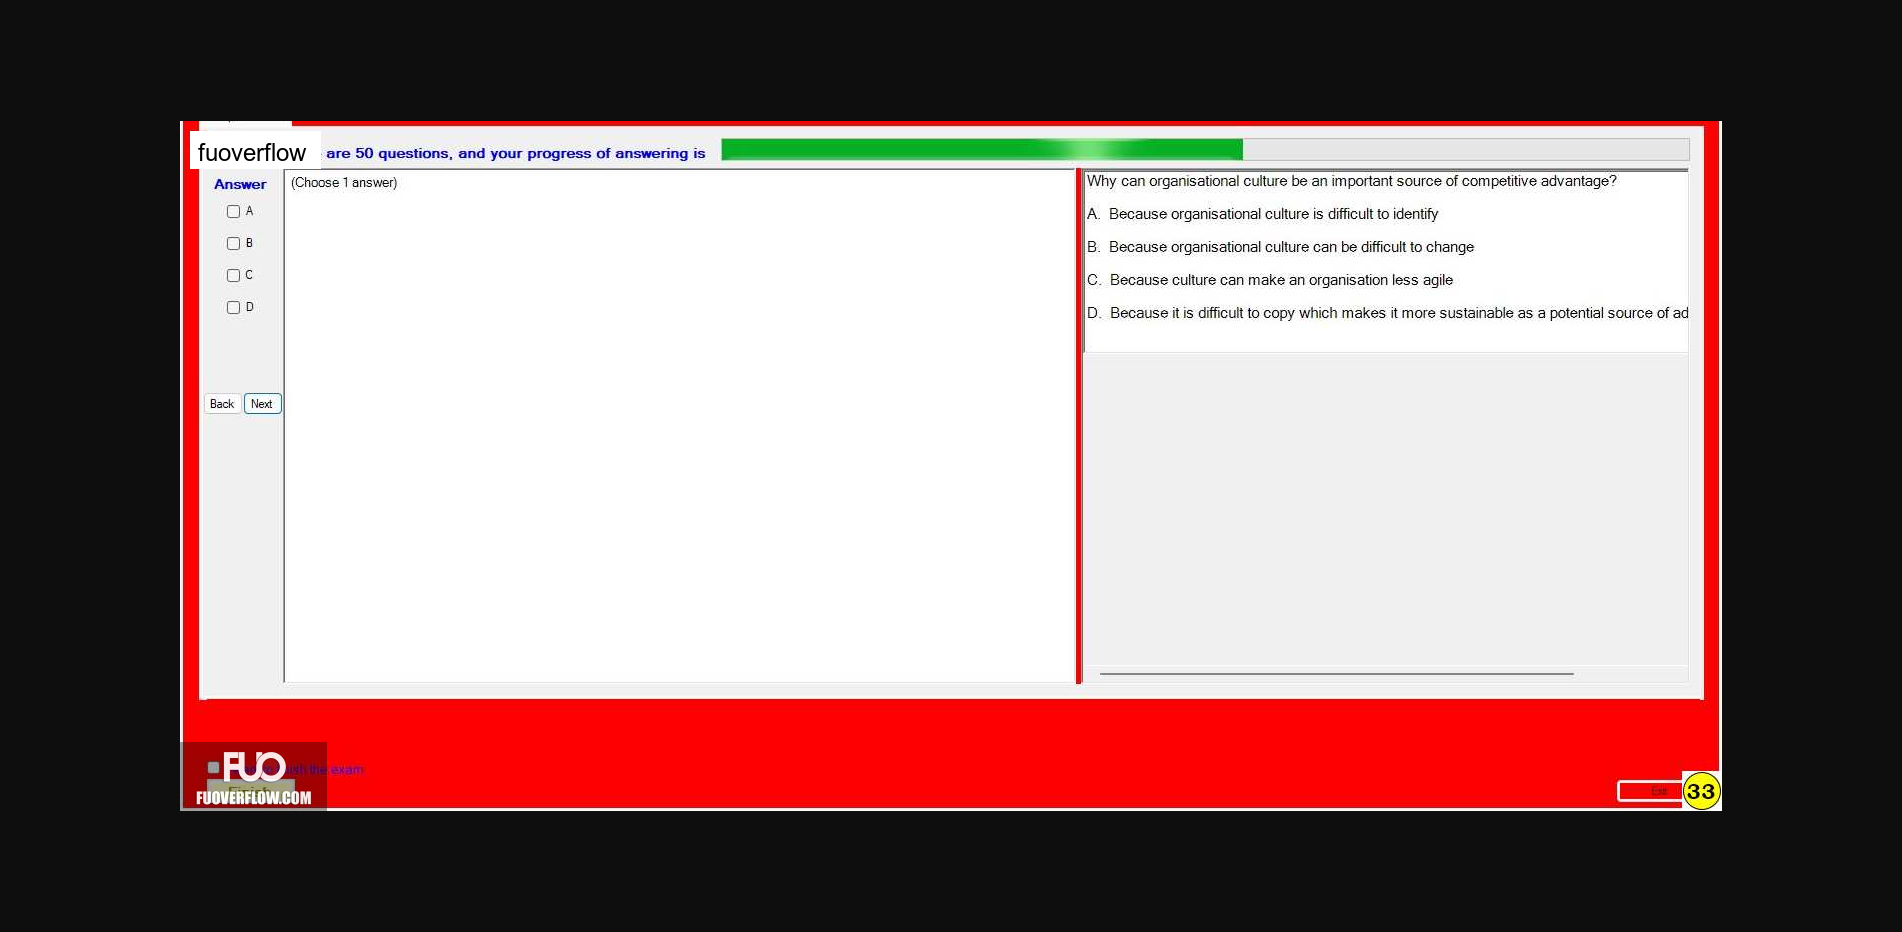 fuoverflow are 50 questions, and your progress of answering is
Answer
(Choose 1 answer)
A
B
C
D
Back Next
Why can organisational culture be an important source of competitive advantage?
A. Because organisational culture is difficult to identify
B. Because organisational culture can be difficult to change
C. Because culture can make an organisation less agile
D. Because it is difficult to copy which makes it more sustainable as a potential source of ad
FUO
the exam
Finish
FUOVERFLOW.COM
Exit
33